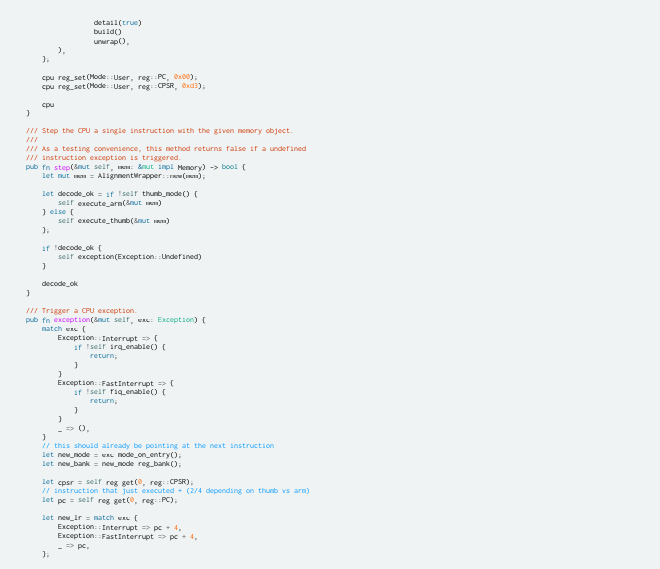 detail(true)
build()
unwrap(),
),
};
cpu reg_set(Mode::User, reg::PC, 0x00);
cpu reg_set(Mode::User, reg::CPSR, 0xd3);
cpu
}
/// Step the CPU a single instruction with the given memory object.
///
/// As a testing convenience, this method returns false if a undefined
/// instruction exception is triggered.
pub fn step(&mut self, mem: &mut impl Memory) -> bool {
let mut mem = AlignmentWrapper::new(mem);
let decode_ok = if !self thumb_mode() {
self execute_arm(&mut mem)
} else {
self execute_thumb(&mut mem)
};
if !decode_ok {
self exception(Exception::Undefined)
}
decode_ok
}
/// Trigger a CPU exception.
pub fn exception(&mut self, exc: Exception) {
match exc {
Exception::Interrupt => {
if !self irq_enable() {
return;
}
}
Exception::FastInterrupt => {
if !self fiq_enable() {
return;
}
}
_ => (),
}
// this should already be pointing at the next instruction
let new_mode = exc mode_on_entry();
let new_bank = new_mode reg_bank();
let cpsr = self reg get(0, reg::CPSR);
// instruction that just executed + (2/4 depending on thumb vs arm)
let pc = self reg get(0, reg::PC);
let new_lr = match exc {
Exception::Interrupt => pc + 4,
Exception::FastInterrupt => pc + 4,
_ => pc,
};